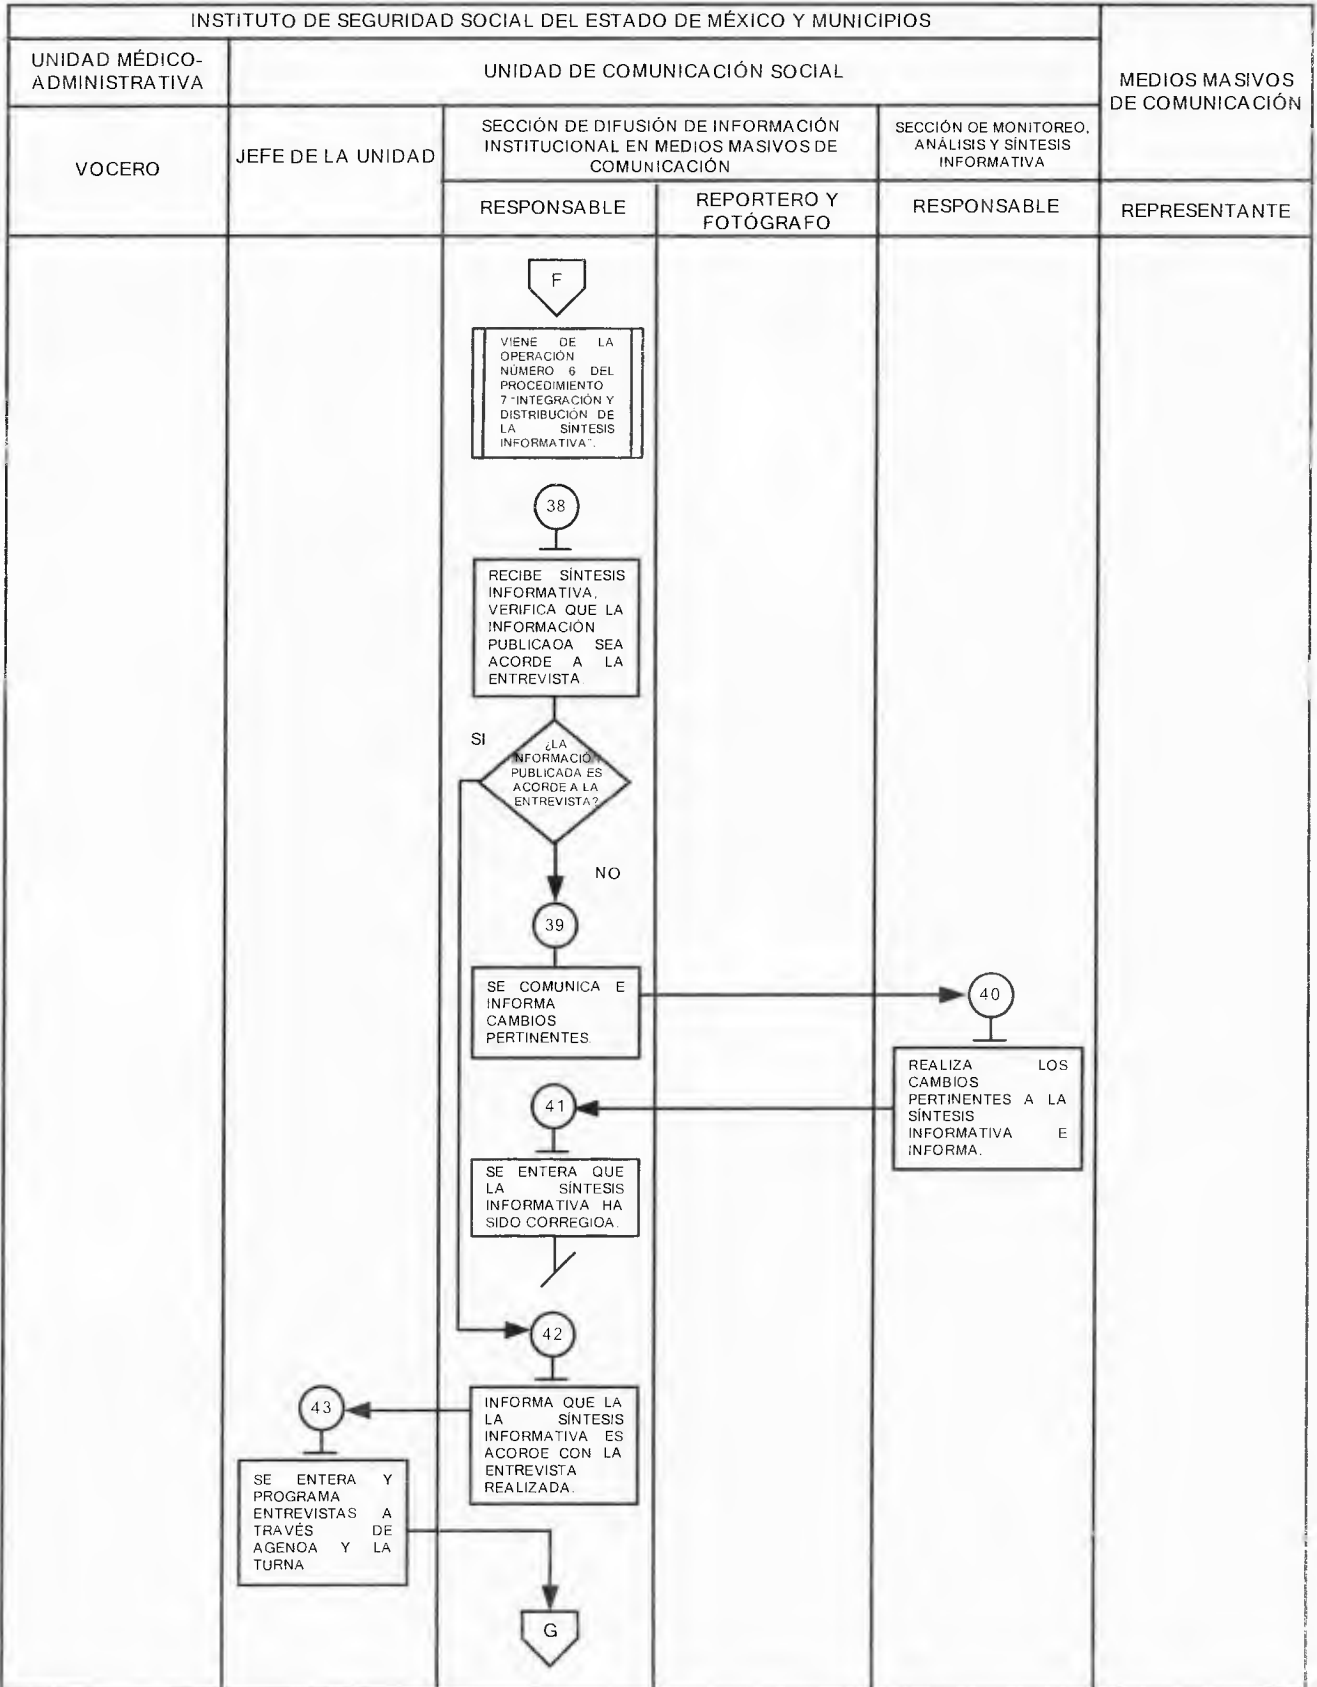 INSTITUTO DE SEGURIDAD SOCIAL DEL ESTADO DE MÉXICO Y MUNICIPIOS
UNIDAD MÉDICO-
ADMINISTRATIVA
UNIDAD DE COMUNICACIÓN SOCIAL
MEDIOS MASIVOS
DE COMUNICACIÓN
VOCERO
JEFE DE LA UNIDAD
SECCIÓN DE DIFUSIÓN DE INFORMACIÓN
INSTITUCIONAL EN MEDIOS MASIVOS DE
COMUNICACIÓN
SECCIÓN OE MONITOREO,
ANÁLISIS Y SÍNTESIS
INFORMATIVA
RESPONSABLE
REPORTERO Y
FOTÓGRAFO
RESPONSABLE
REPRESENTANTE
F
VIENE DE LA
OPERACIÓN
NÚMERO 6 DEL
PROCEDIMIENTO
7 "INTEGRACIÓN Y
DISTRIBUCIÓN DE
LA SÍNTESIS
INFORMATIVA".
38
RECIBE SÍNTESIS
INFORMATIVA,
VERIFICA QUE LA
INFORMACIÓN
PUBLICAOA SEA
ACORDE A LA
ENTREVISTA.
SI
¿LA
INFORMACIÓN
PUBLICADA ES
ACORDE A LA
ENTREVISTA?
NO
39
SE COMUNICA E
INFORMA
CAMBIOS
PERTINENTES.
40
REALIZA LOS
CAMBIOS
PERTINENTES A LA
SÍNTESIS
INFORMATIVA E
INFORMA.
41
SE ENTERA QUE
LA SÍNTESIS
INFORMATIVA HA
SIDO CORREGIOA.
42
INFORMA QUE LA
LA SÍNTESIS
INFORMATIVA ES
ACOROE CON LA
ENTREVISTA
REALIZADA.
43
SE ENTERA Y
PROGRAMA
ENTREVISTAS A
TRAVÉS DE
AGENOA Y LA
TURNA
G